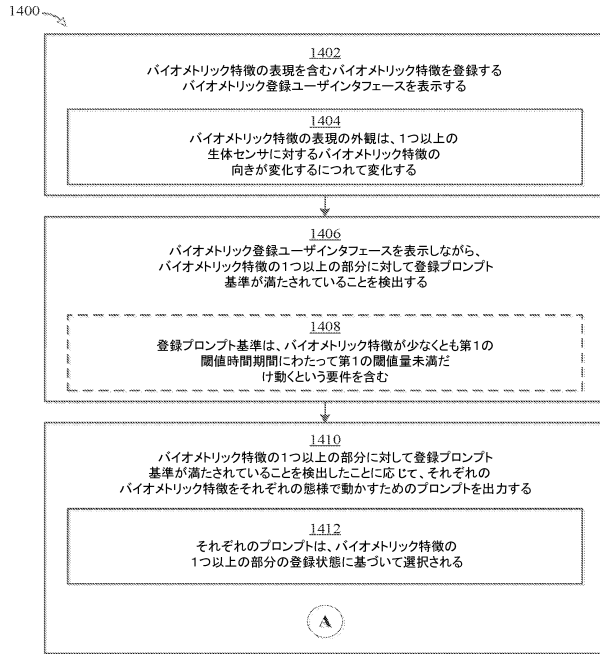 1400
1402
バイオメトリック特徴の表現を含むバイオメトリック特徴を登録する
バイオメトリック登録ユーザインタフェースを表示する
1404
バイオメトリック特徴の表現の外観は、1つ以上の
生体センサに対するバイオメトリック特徴の
向きが変化するにつれて変化する
1406
バイオメトリック登録ユーザインタフェースを表示しながら、
バイオメトリック特徴の1つ以上の部分に対して登録プロンプト
基準が満たされていることを検出する
1408
登録プロンプト基準は、バイオメトリック特徴が少なくとも第1の
閾値時間期間にわたって第1の閾値量未満だ
け動くという要件を含む
1410
バイオメトリック特徴の1つ以上の部分に対して登録プロンプト
基準が満たされていることを検出したことに応じて、それぞれの
バイオメトリック特徴をそれぞれの態様で動かすためのプロンプトを出力する
1412
それぞれのプロンプトは、バイオメトリック特徴の
1つ以上の部分の登録状態に基づいて選択される
A